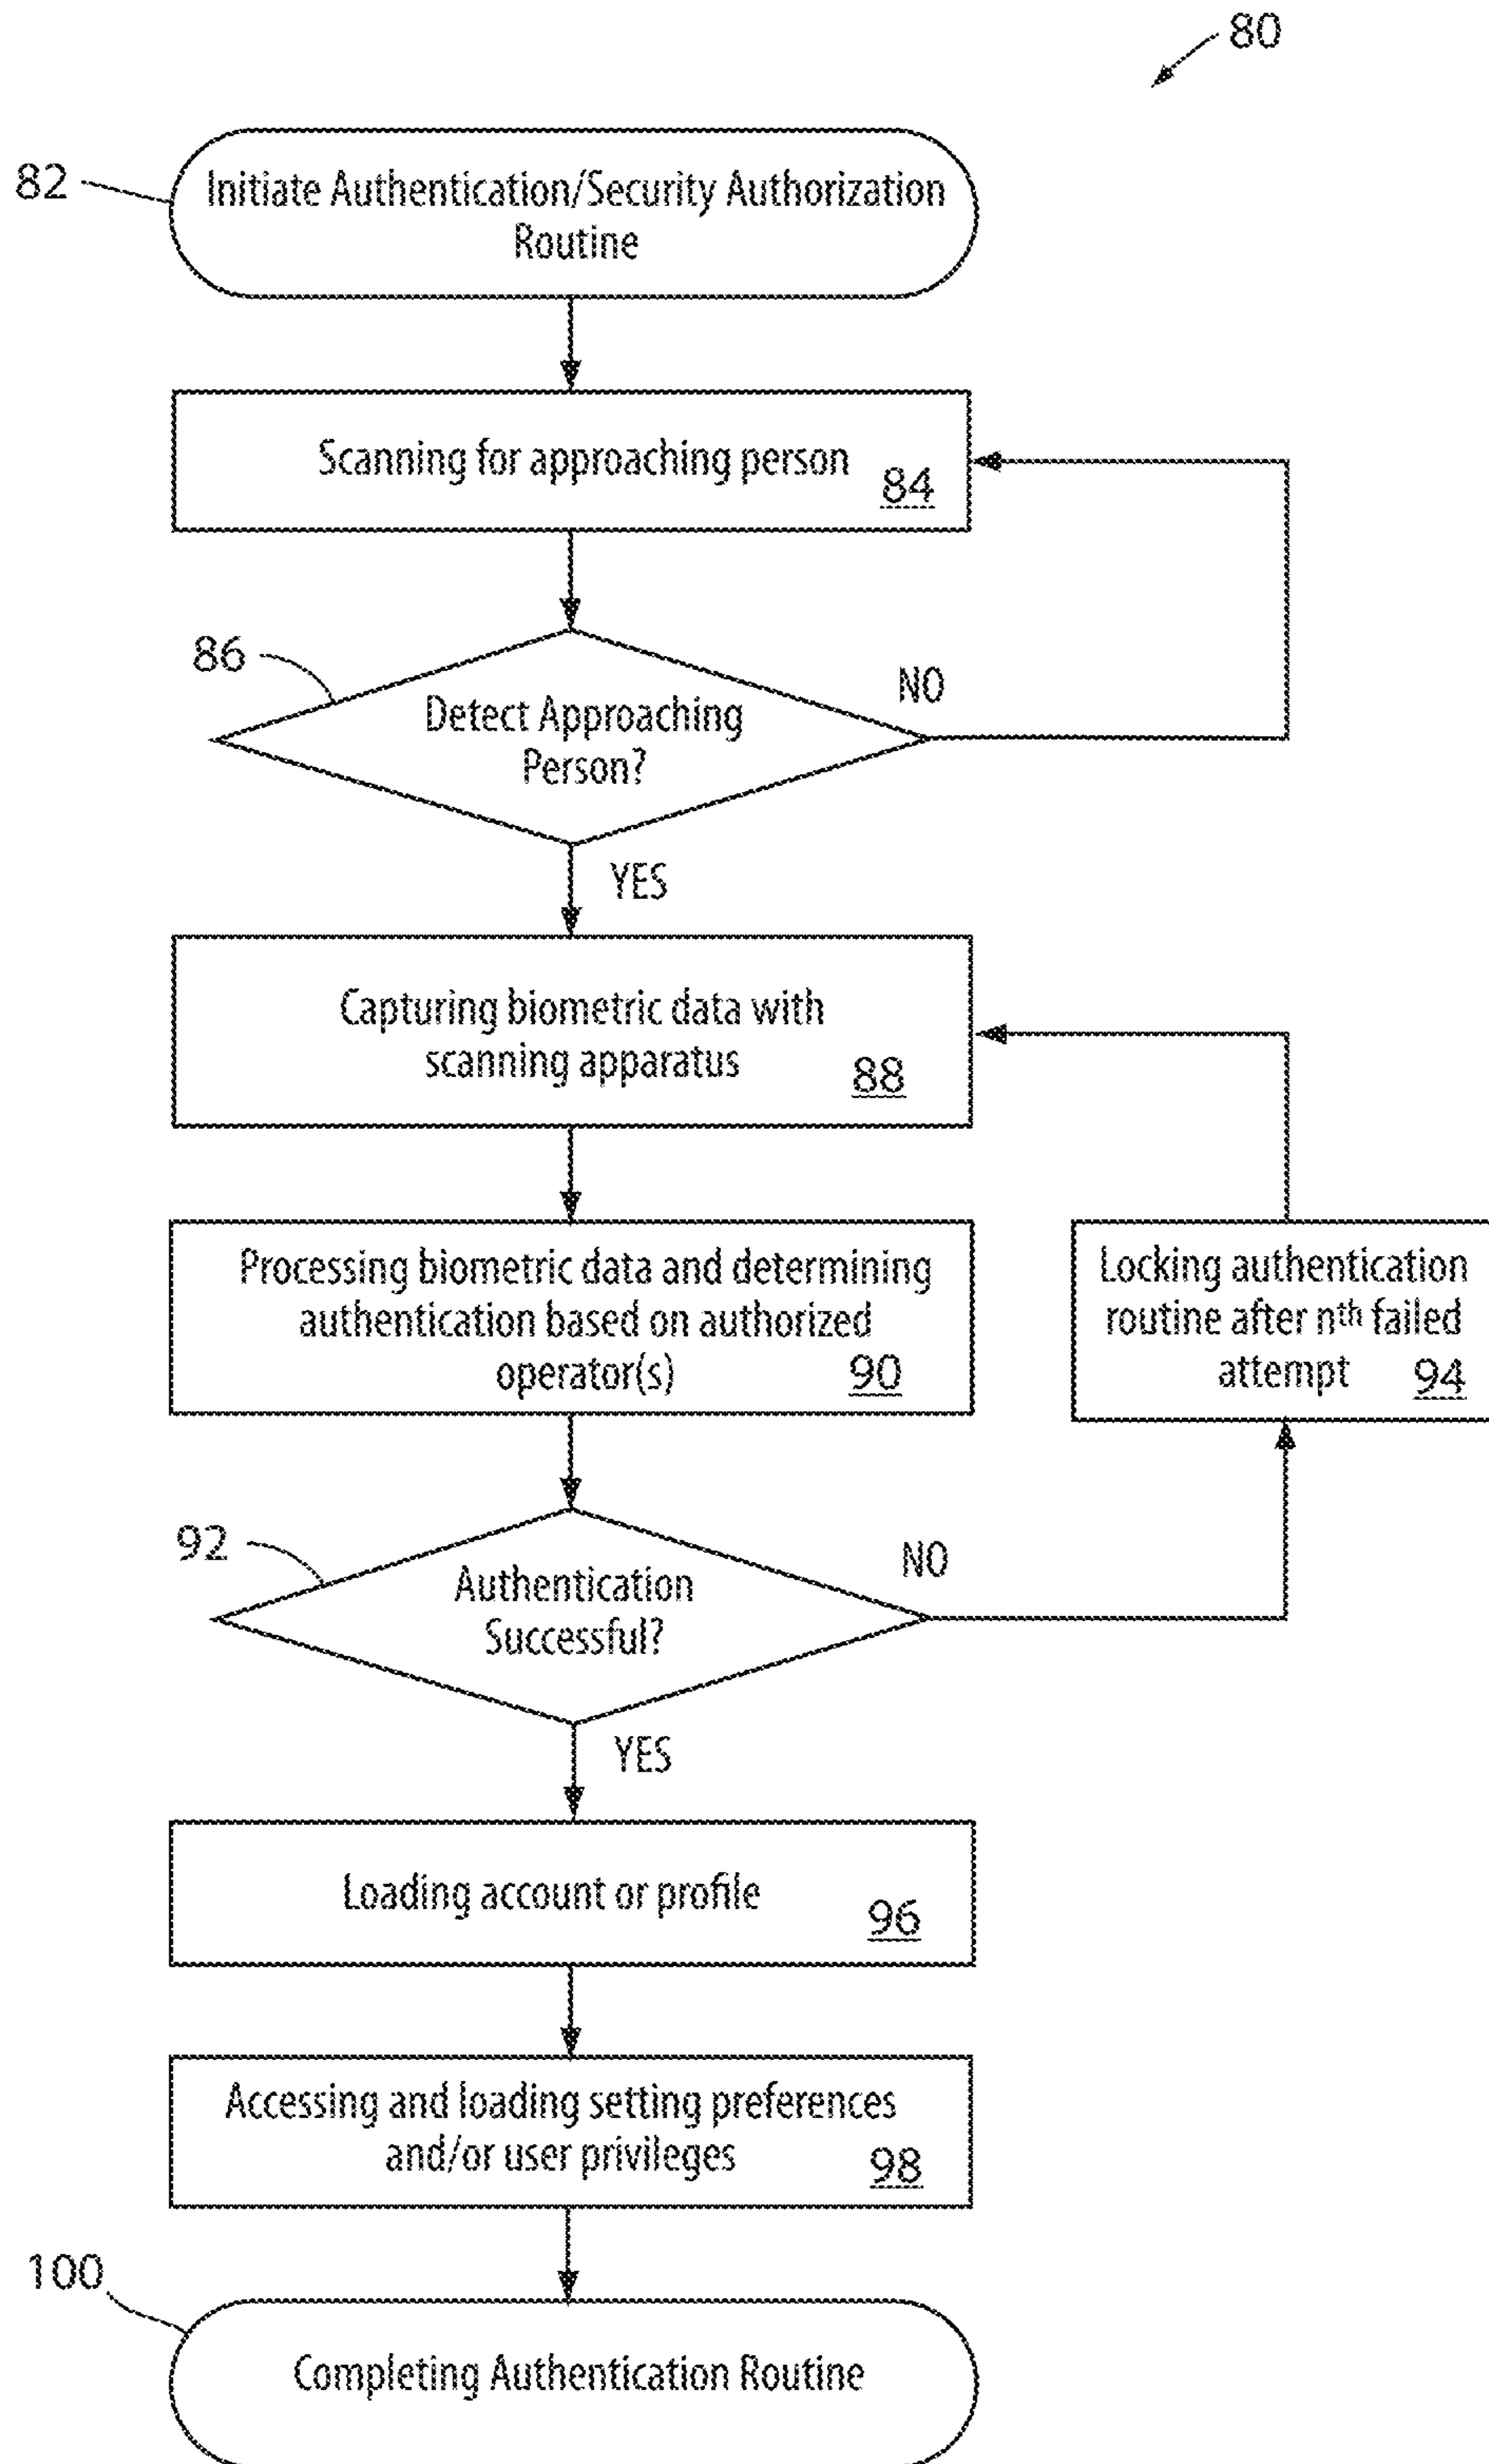 80
82
Initiate Authentication/Security Authorization
Routine
Scanning for approaching person
84
86
Detect Approaching
Person?
NO
YES
Capturing biometric data with
scanning apparatus
88
Processing biometric data and determining
authentication based on authorized
operator(s)
90
Locking authentication
routine after nth failed
attempt
94
92
Authentication
Successful?
NO
YES
Loading account or profile
96
Accessing and loading setting preferences
and/or user privileges
98
100
Completing Authentication Routine